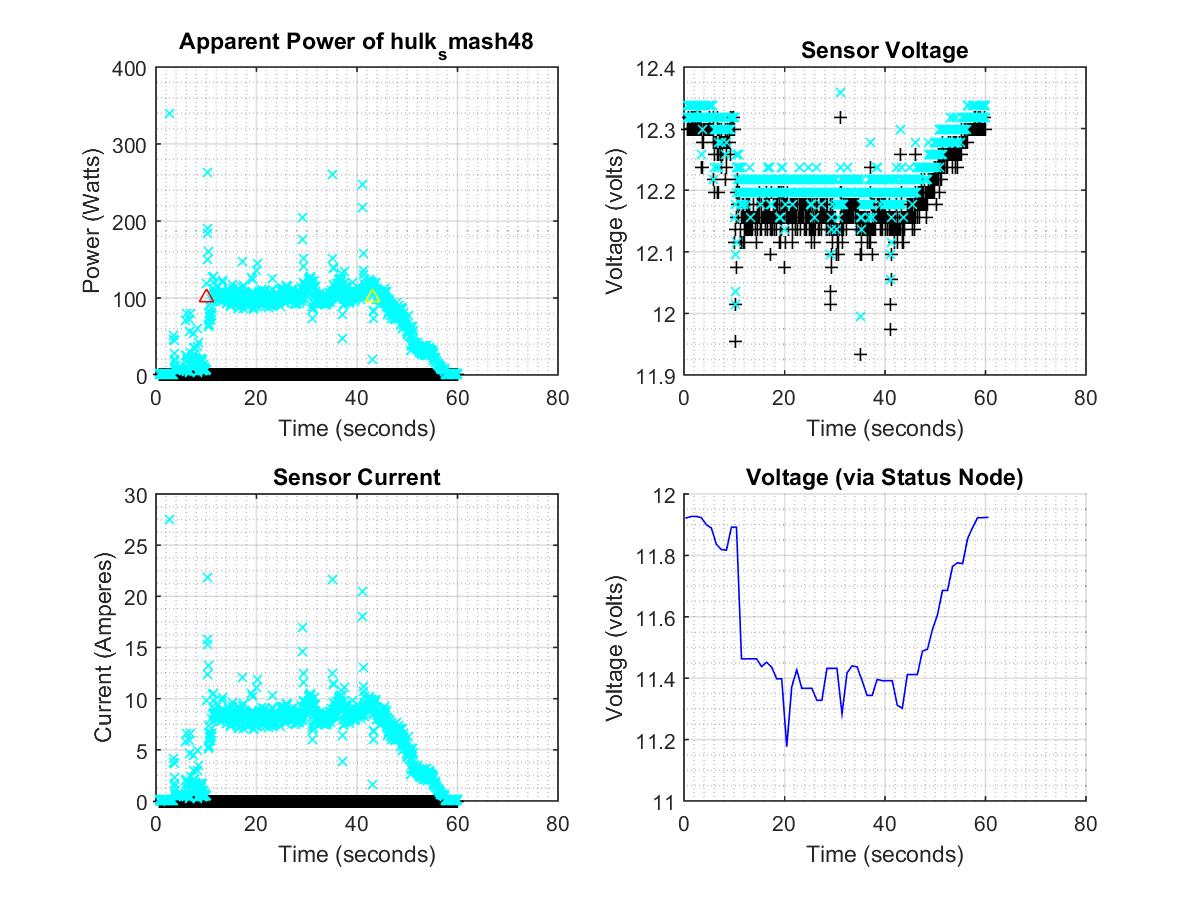 Apparent Power of hulksmash48
400
300
200
100
0
Power (Watts)
0 20 40 60 80
Time (seconds)
Sensor Voltage
12.4
12.3
12.2
12.1
12
11.9
Voltage (volts)
0 20 40 60 80
Time (seconds)
Sensor Current
30
25
20
15
10
5
0
Current (Amperes)
0 20 40 60 80
Time (seconds)
Voltage (via Status Node)
12
11.8
11.6
11.4
11.2
11
Voltage (volts)
0 20 40 60 80
Time (seconds)